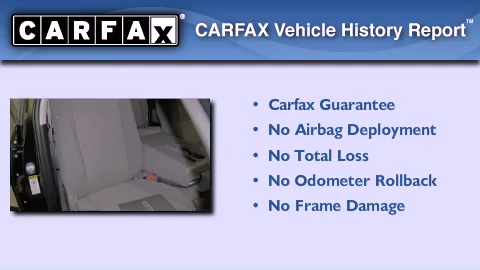 CARFAX® CARFAX Vehicle History Report™
• Carfax Guarantee
• No Airbag Deployment
• No Total Loss
• No Odometer Rollback
• No Frame Damage